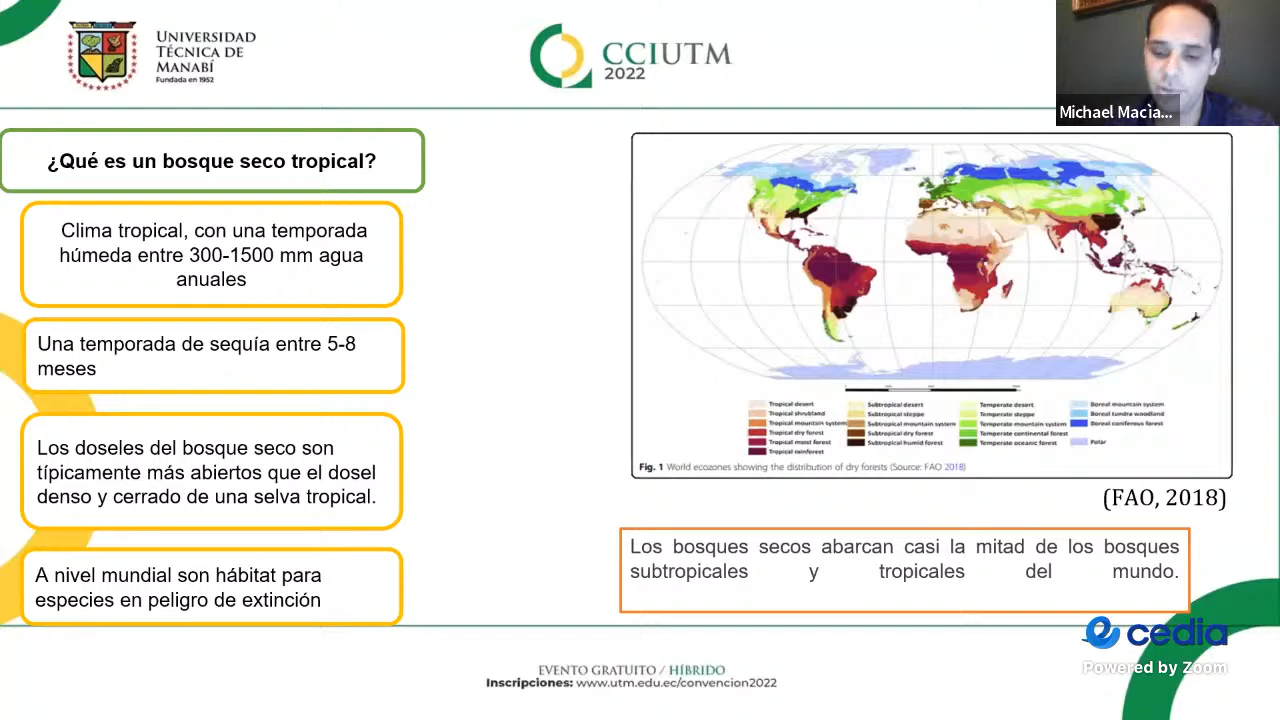 UNIVERSIDAD
TÉCNICA DE
MANABÍ
Fundada en 1952
CCIUTM
2022
Michael Macìa...
¿Qué es un bosque seco tropical?
Clima tropical, con una temporada
húmeda entre 300-1500 mm agua
anuales
Una temporada de sequía entre 5-8
meses
Los doseles del bosque seco son
típicamente más abiertos que el dosel
denso y cerrado de una selva tropical.
A nivel mundial son hábitat para
especies en peligro de extinción
Tropical desert
Tropical shrubland
Tropical mountain system
Tropical dry forest
Tropical moist forest
Tropical rainforest
Subtropical desert
Subtropical steppe
Subtropical mountain system
Subtropical dry forest
Subtropical humid forest
Temperate desert
Temperate steppe
Temperate mountain system
Temperate continental forest
Temperate oceanic forest
Boreal mountain system
Boreal tundra woodland
Boreal coniferous forest
Polar
Fig. 1 World ecozones showing the distribution of dry forests (Source: FAO 2018)
(FAO, 2018)
Los bosques secos abarcan casi la mitad de los bosques
subtropicales y tropicales del mundo.
cedia
Powered by Zoom
EVENTO GRATUITO / HÍBRIDO
Inscripciones: www.utm.edu.ec/convencion2022